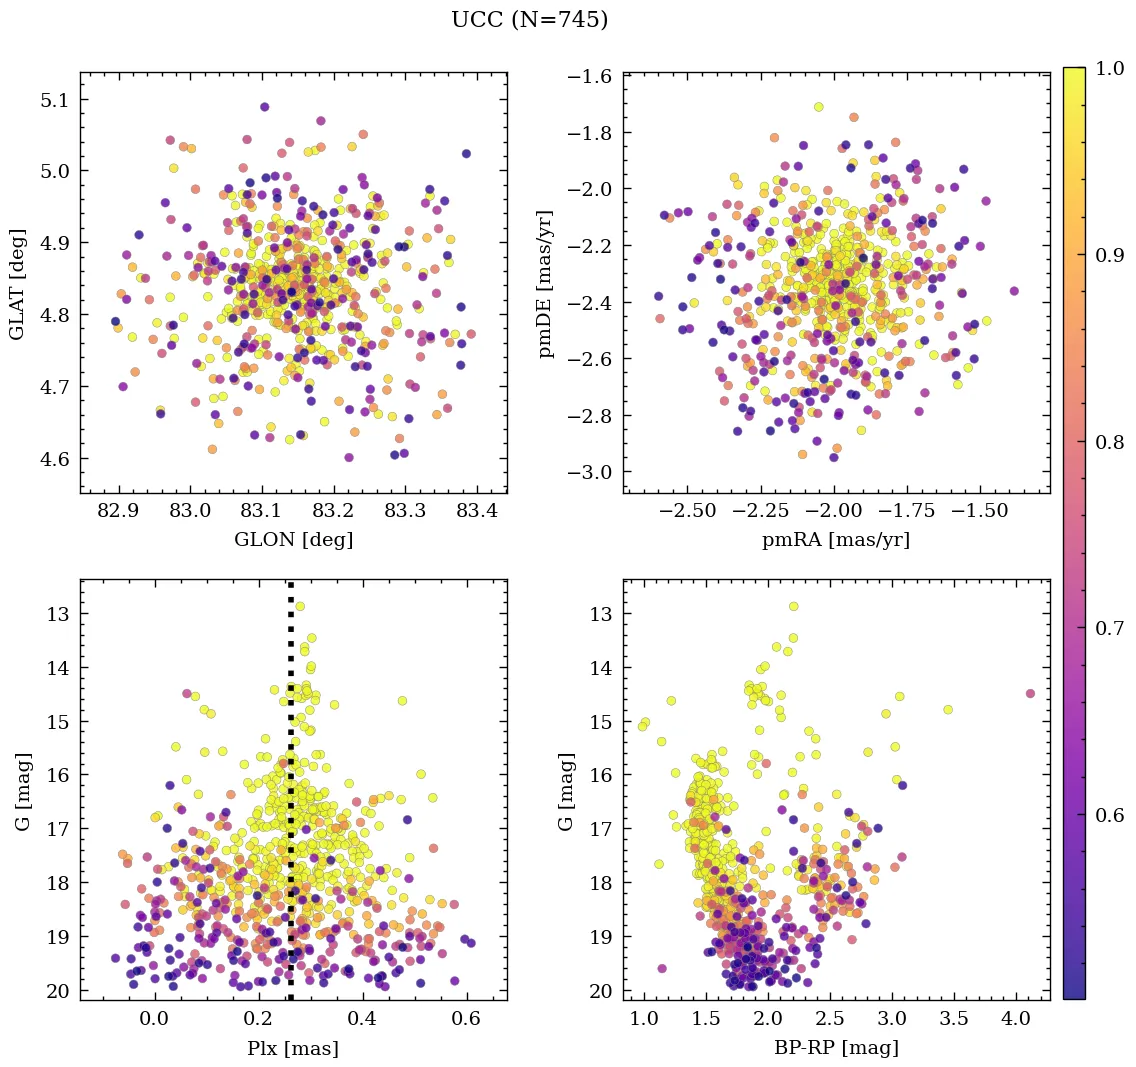 UCC (N=745)
5.1
5.0
4.9
4.8
4.7
4.6
GLAT [deg]
82.9 83.0 83.1 83.2 83.3 83.4
GLON [deg]
−1.6
−1.8
−2.0
−2.2
−2.4
−2.6
−2.8
−3.0
pmDE [mas/yr]
−2.50 −2.25 −2.00 −1.75 −1.50
pmRA [mas/yr]
13
14
15
16
17
18
19
20
G [mag]
0.0 0.2 0.4 0.6
Plx [mas]
13
14
15
16
17
18
19
20
G [mag]
1.0 1.5 2.0 2.5 3.0 3.5 4.0
BP-RP [mag]
1.0
0.9
0.8
0.7
0.6